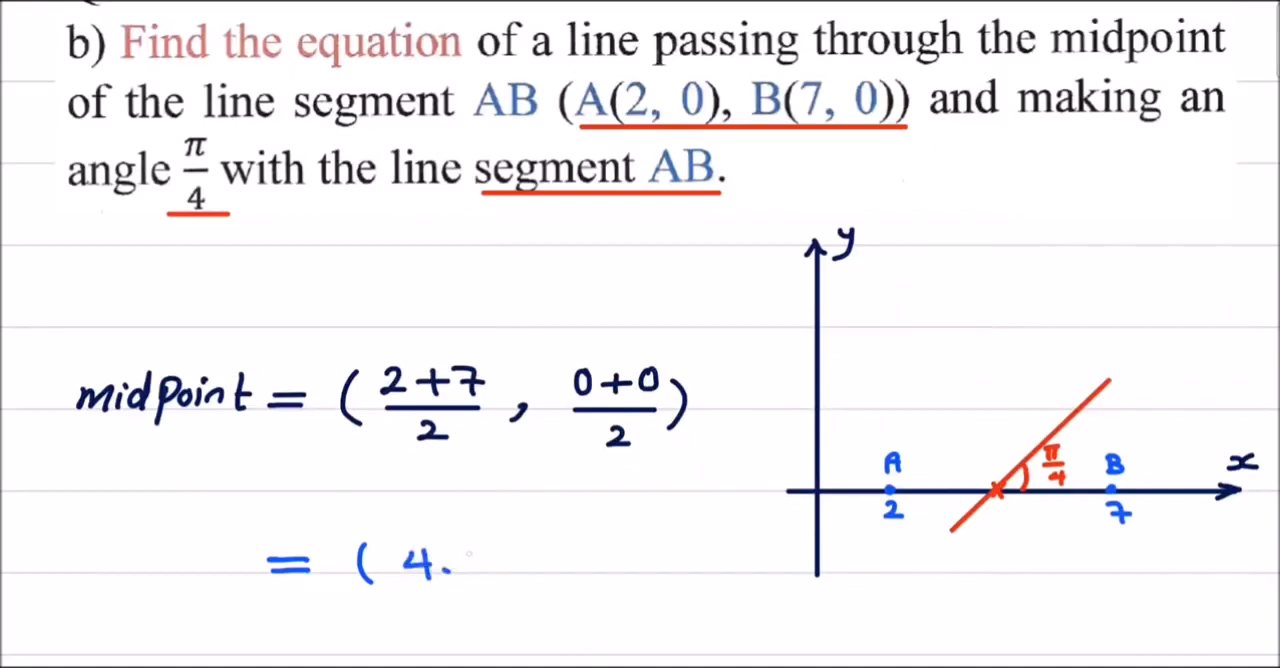 b) Find the equation of a line passing through the midpoint
of the line segment AB (A(2, 0), B(7, 0)) and making an
angle π/4 with the line segment AB.
y
midpoint = ( 2+7/2 , 0+0/2 )
A
π/4
B
x
2
7
= ( 4.